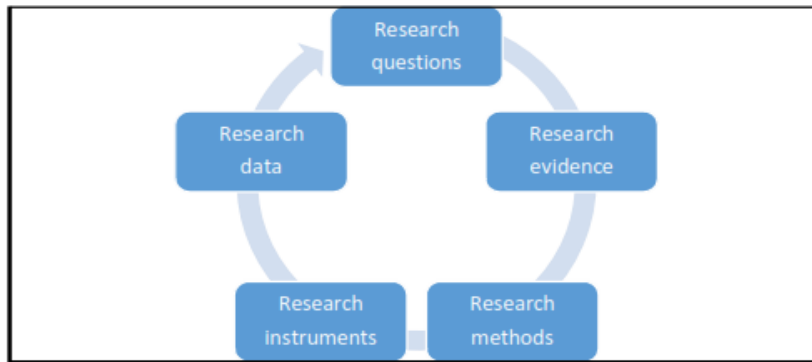 Research
questions
Research
evidence
Research
methods
Research
instruments
Research
data